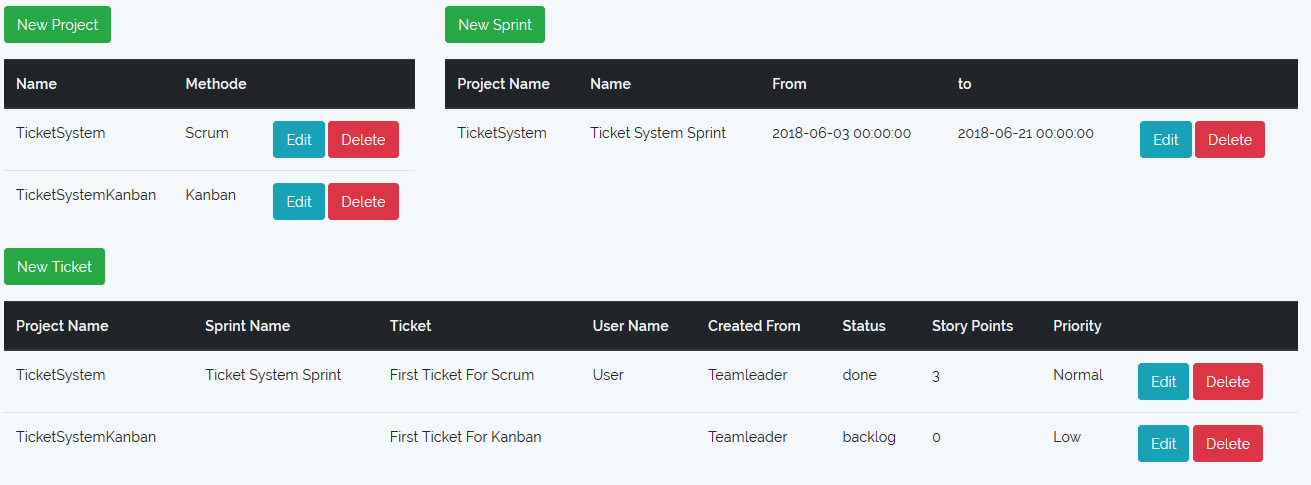 New Project
Name Methode
TicketSystem Scrum Edit Delete
TicketSystemKanban Kanban Edit Delete
New Sprint
Project Name Name From to
TicketSystem Ticket System Sprint 2018-06-03 00:00:00 2018-06-21 00:00:00 Edit Delete
New Ticket
Project Name Sprint Name Ticket User Name Created From Status Story Points Priority
TicketSystem Ticket System Sprint First Ticket For Scrum User Teamleader done 3 Normal Edit Delete
TicketSystemKanban First Ticket For Kanban Teamleader backlog 0 Low Edit Delete